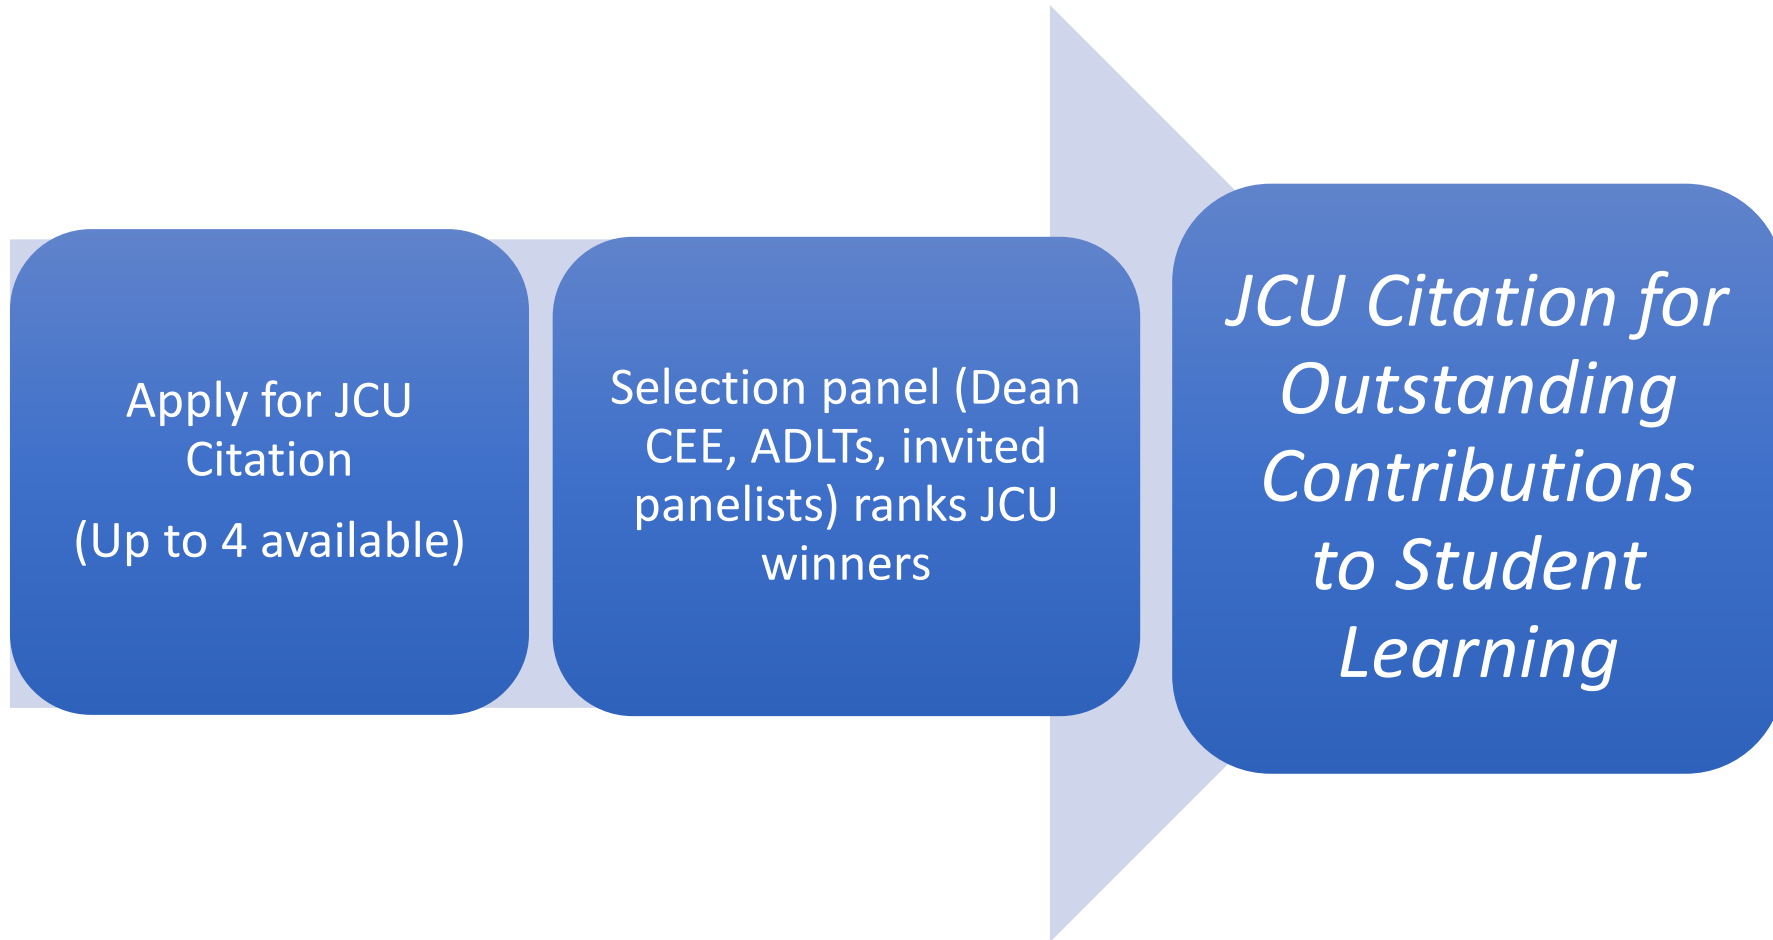 Apply for JCU
Citation
(Up to 4 available)
Selection panel (Dean
CEE, ADLTs, invited
panelists) ranks JCU
winners
JCU Citation for
Outstanding
Contributions
to Student
Learning